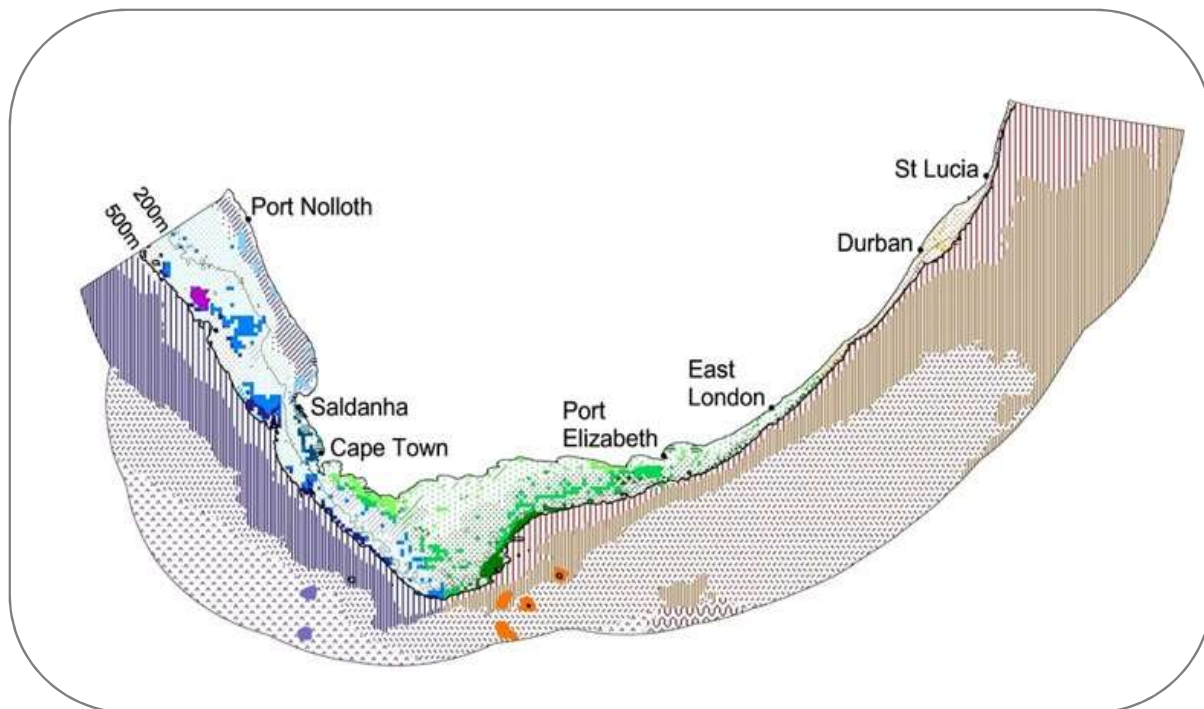 St Lucia
Port Nolloth
200m
500m
Durban
East
London
Saldanha
Port
Elizabeth
Cape Town